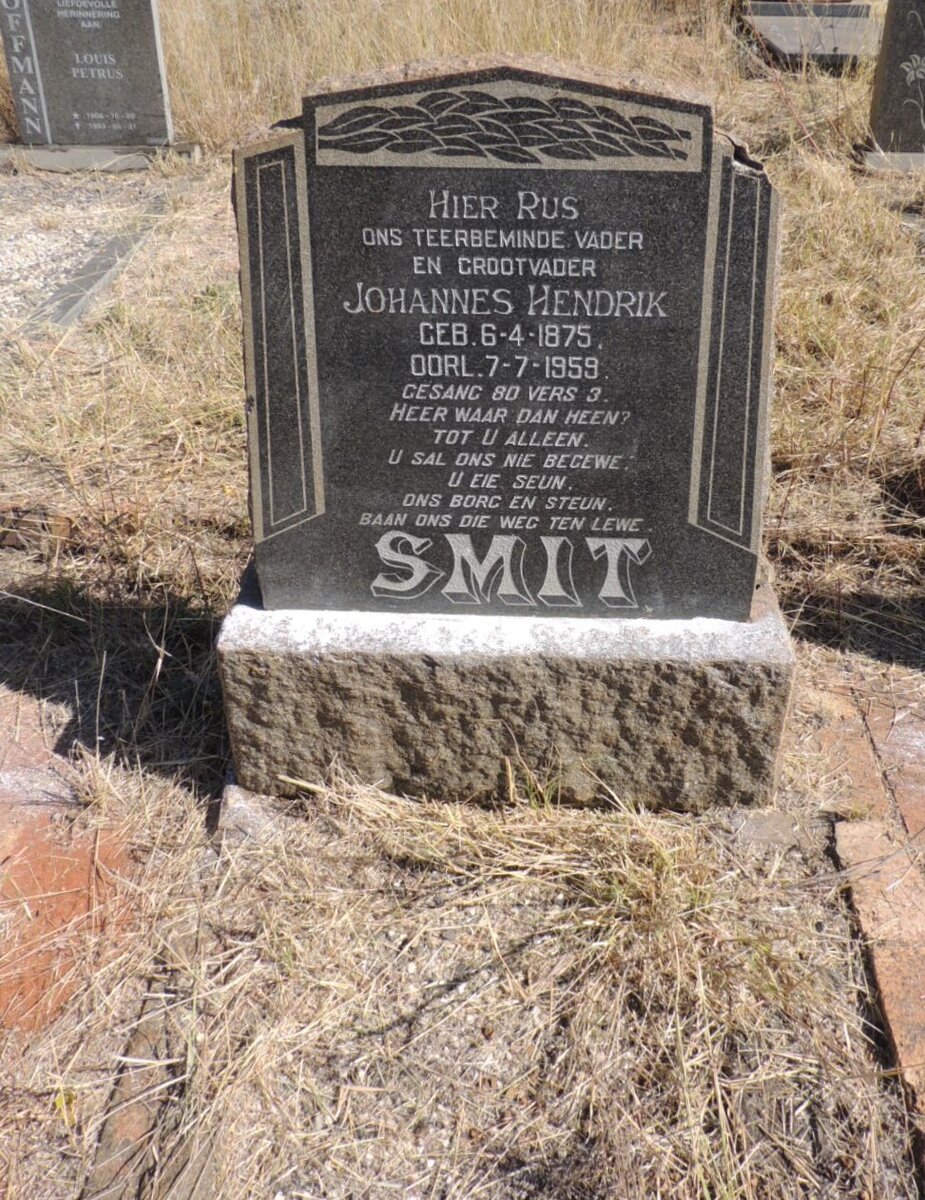 LIEFDEVOLLE
HERINNERING
AAN
LOUIS
PETRUS
OFFMANN
HIER RUS
ONS TEERBEMINDE VADER
EN GROOTVADER
JOHANNES HENDRIK
GEB. 6-4-1875.
OORL. 7-7-1959.
GESANG 80 VERS 3.
HEER WAAR DAN HEEN?
TOT U ALLEEN.
U SAL ONS NIE BEGEWE.
U EIE SEUN.
ONS BORG EN STEUN.
BAAN ONS DIE WEG TEN LEWE.
SMIT